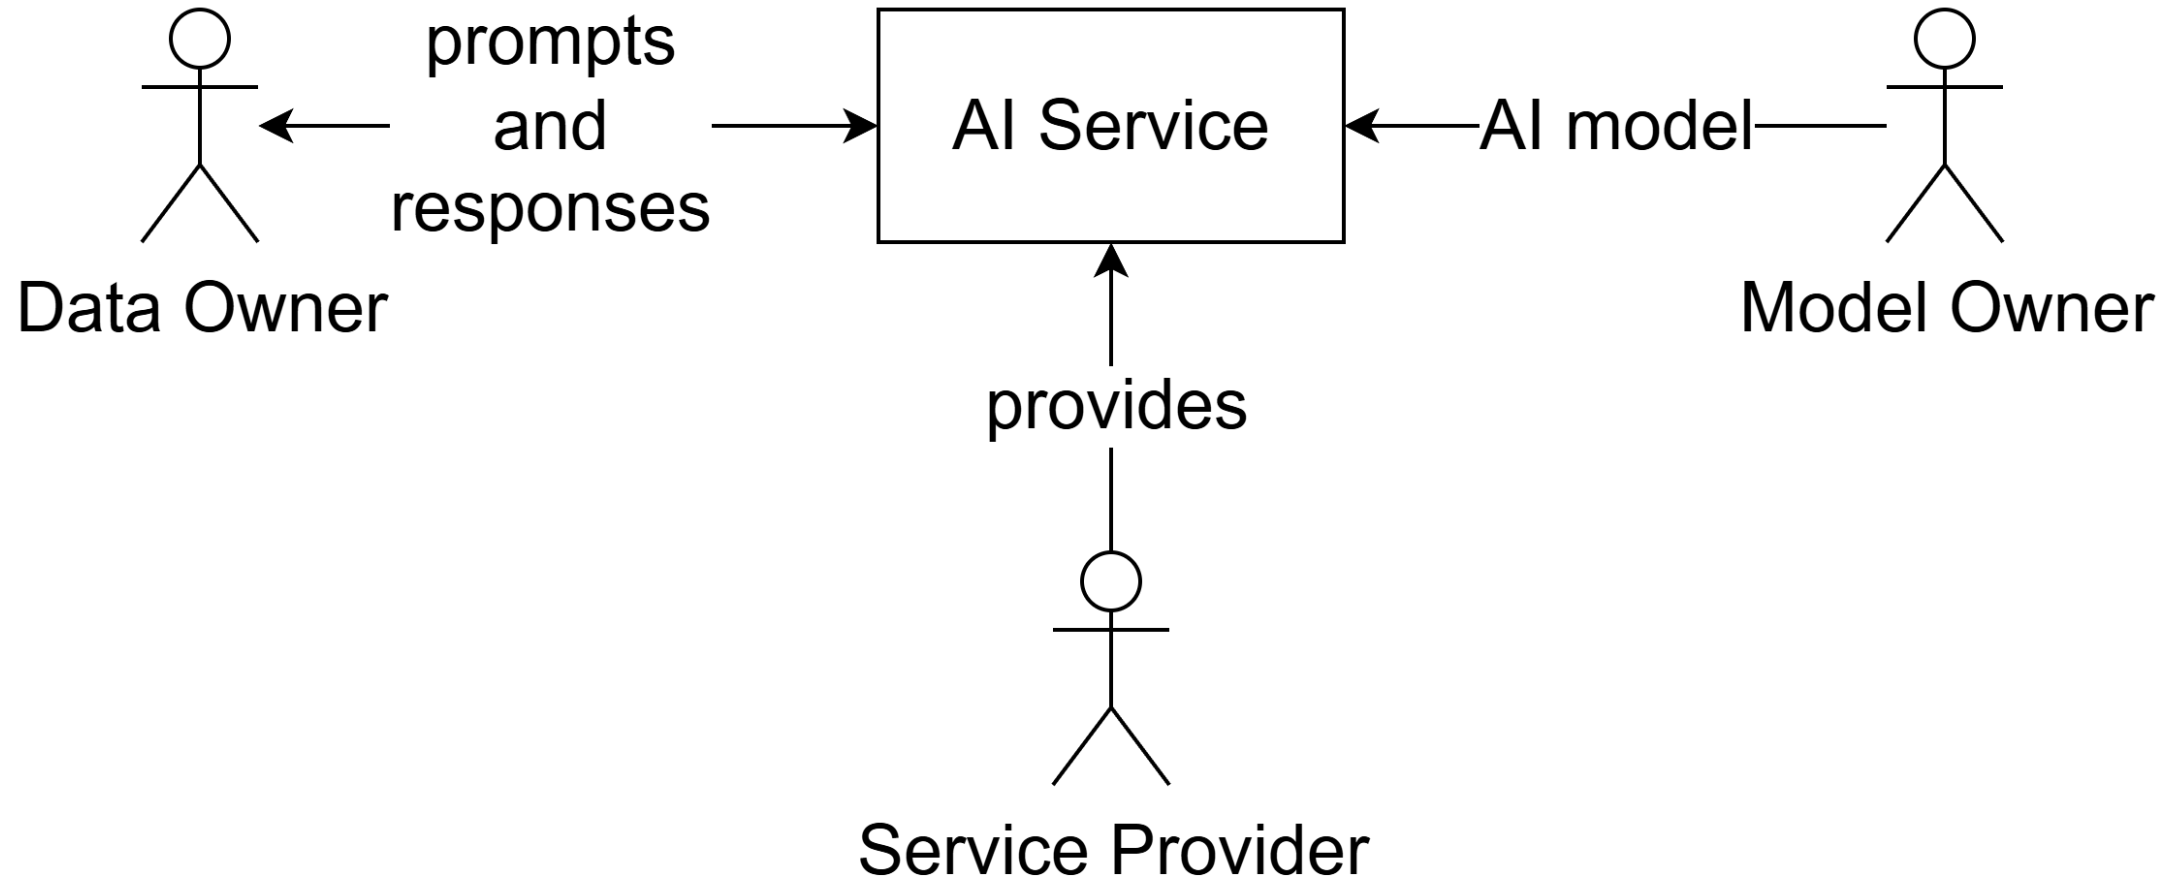 prompts
and
responses
AI Service
AI model
Data Owner
Model Owner
provides
Service Provider